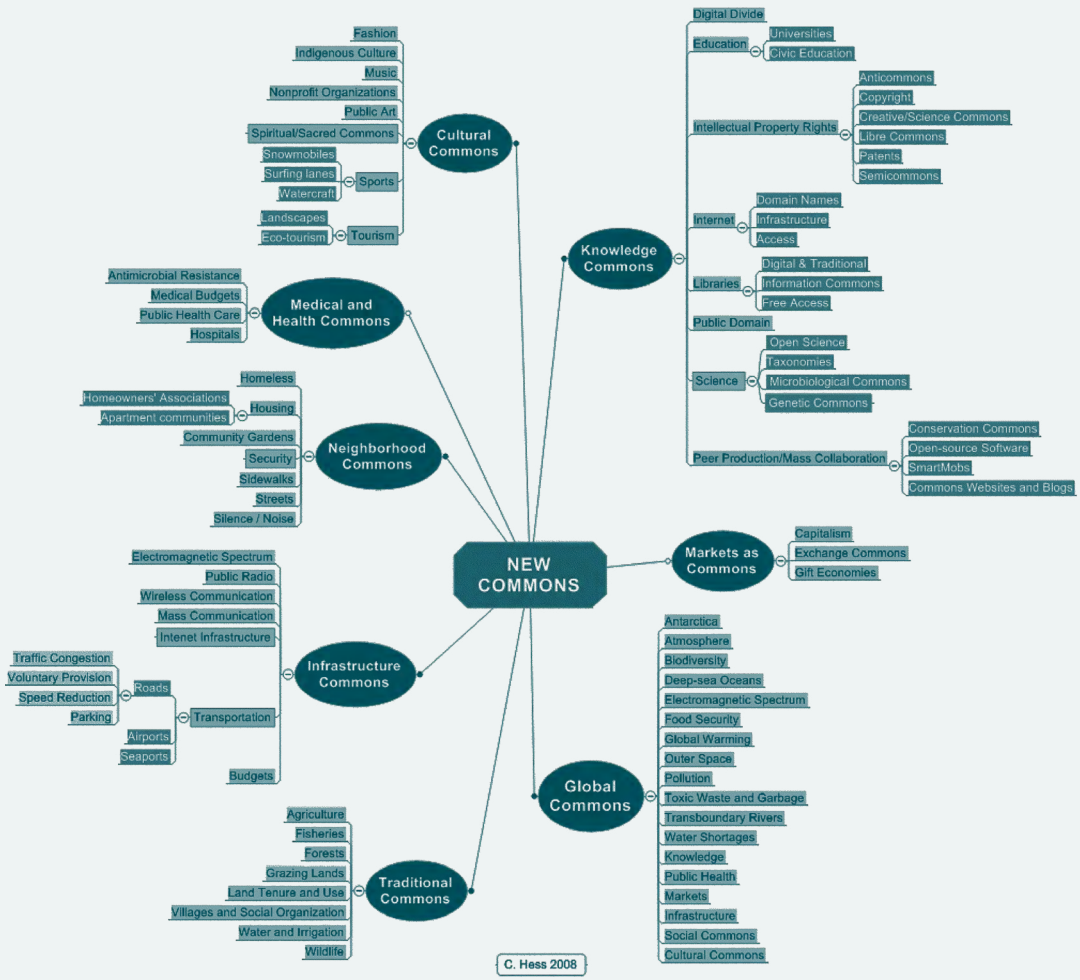 Fashion
Indigenous Culture
Music
Nonprofit Organizations
Public Art
Spiritual/Sacred Commons
Snowmobiles
Surfing lanes
Watercraft
Sports
Landscapes
Eco-tourism
Tourism
Cultural
Commons
Antimicrobial Resistance
Medical Budgets
Public Health Care
Hospitals
Medical and
Health Commons
Homeless
Homeowners' Associations
Apartment communities
Housing
Community Gardens
Security
Sidewalks
Streets
Silence / Noise
Neighborhood
Commons
Electromagnetic Spectrum
Public Radio
Wireless Communication
Mass Communication
Intenet Infrastructure
Traffic Congestion
Voluntary Provision
Speed Reduction
Parking
Roads
Airports
Seaports
Transportation
Budgets
Infrastructure
Commons
Agriculture
Fisheries
Forests
Grazing Lands
Land Tenure and Use
Villages and Social Organization
Water and Irrigation
Wildlife
Traditional
Commons
NEW
COMMONS
Knowledge
Commons
Digital Divide
Education
Universities
Civic Education
Intellectual Property Rights
Anticommons
Copyright
Creative/Science Commons
Libre Commons
Patents
Semicommons
Internet
Domain Names
Infrastructure
Access
Libraries
Digital & Traditional
Information Commons
Free Access
Public Domain
Science
Open Science
Taxonomies
Microbiological Commons
Genetic Commons
Peer Production/Mass Collaboration
Conservation Commons
Open-source Software
SmartMobs
Commons Websites and Blogs
Markets as
Commons
Capitalism
Exchange Commons
Gift Economies
Global
Commons
Antarctica
Atmosphere
Biodiversity
Deep-sea Oceans
Electromagnetic Spectrum
Food Security
Global Warming
Outer Space
Pollution
Toxic Waste and Garbage
Transboundary Rivers
Water Shortages
Knowledge
Public Health
Markets
Infrastructure
Social Commons
Cultural Commons
C. Hess 2008